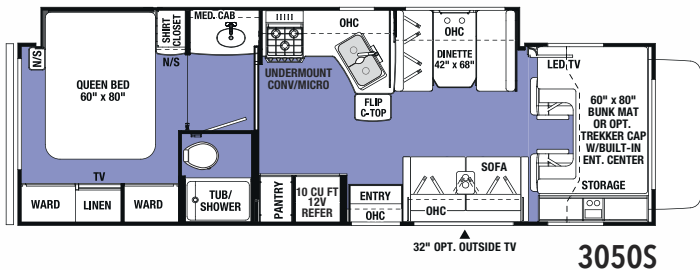 N/S
QUEEN BED
60" x 80"
SHIRT
CLOSET
N/S
MED. CAB
TV
WARD
LINEN
WARD
TUB/
SHOWER
OHC
UNDERMOUNT
CONV/MICRO
FLIP
C-TOP
PANTRY
10 CU FT
12V
REFER
ENTRY
OHC
OHC
DINETTE
42" x 68"
SOFA
OHC
32" OPT. OUTSIDE TV
LED TV
60" x 80"
BUNK MAT
OR OPT.
TREKKER CAP
W/BUILT-IN
ENT. CENTER
STORAGE
3050S